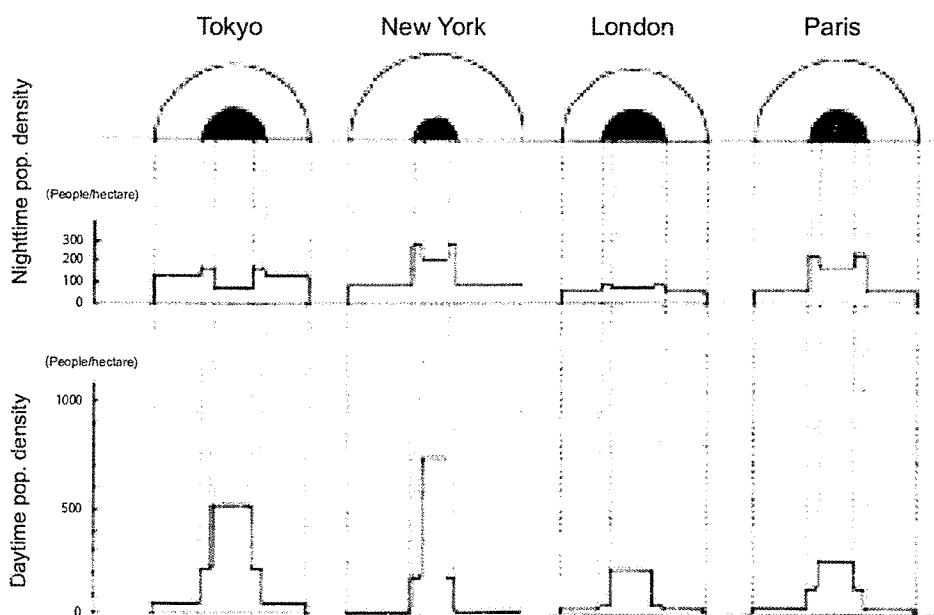 Tokyo New York London Paris
Nighttime pop. density
(People/hectare)
300
200
100
0
Daytime pop. density
(People/hectare)
1000
500
0